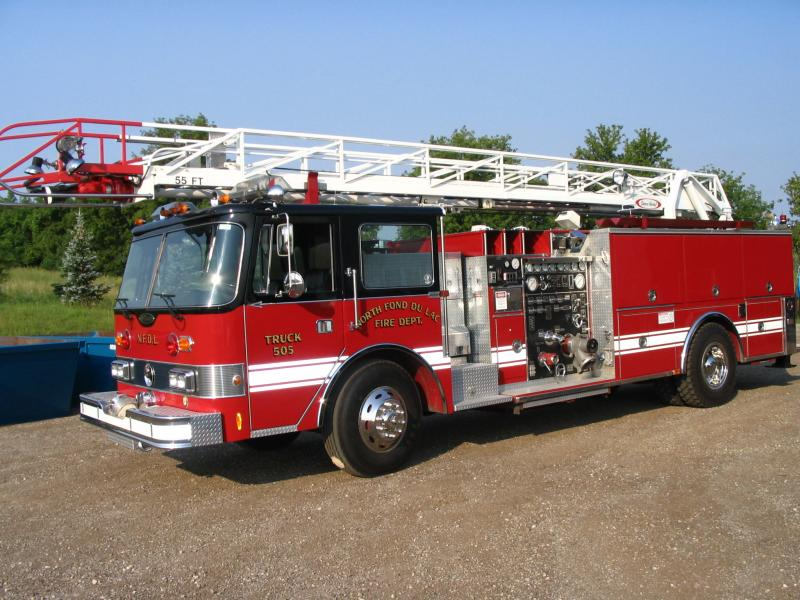 55 FT
N.F.D.L.
TRUCK
505
NORTH FOND DU LAC
FIRE DEPT.